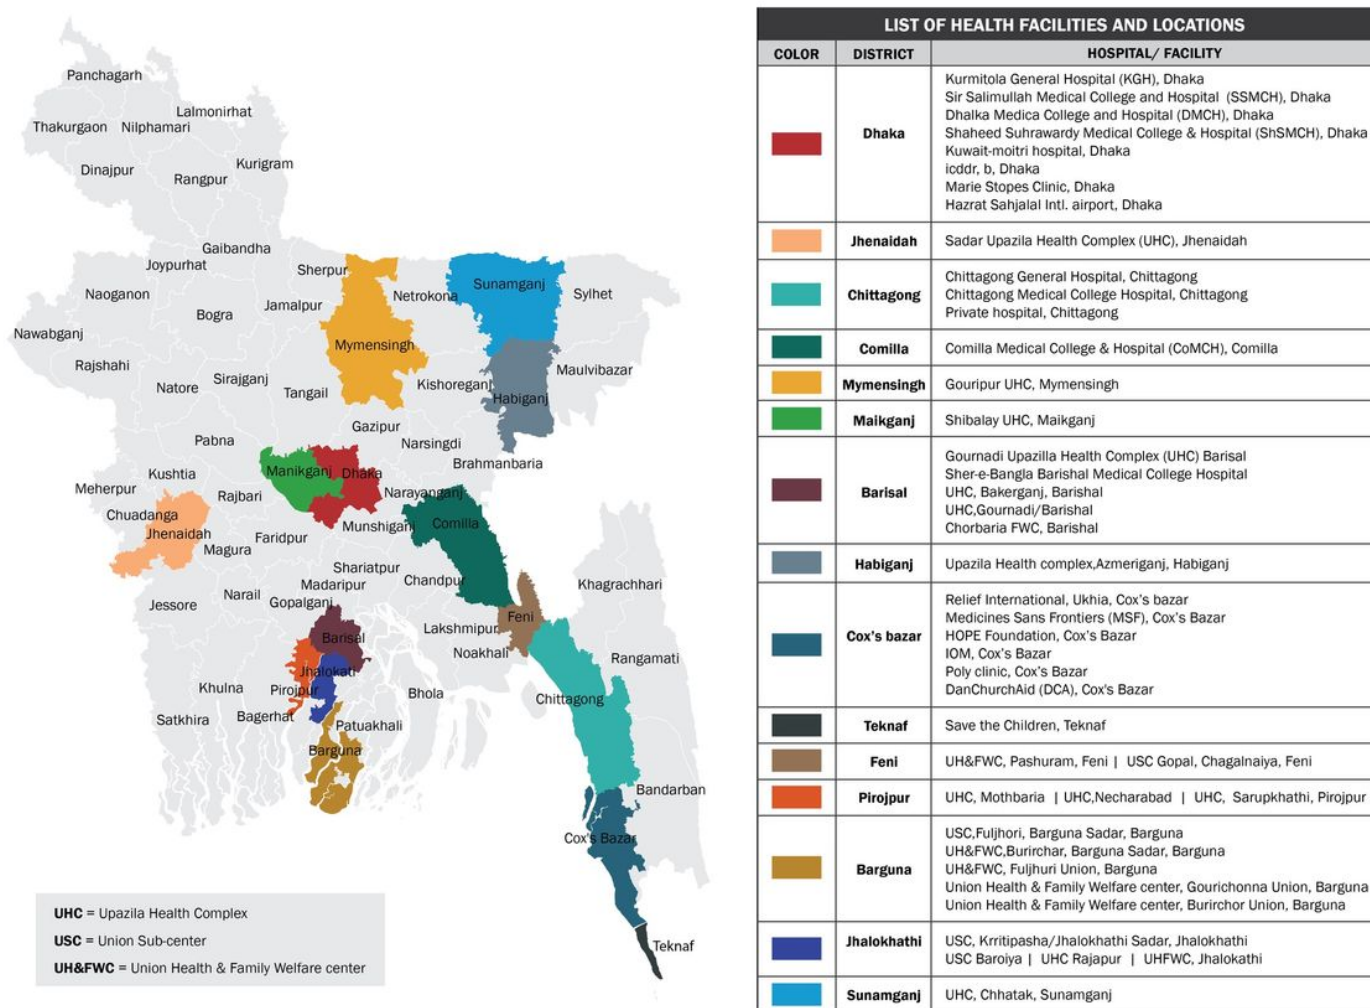 Panchagarh
Lalmonirhat
Thakurgaon
Nilphamari
Kurigram
Dinajpur
Rangpur
Gaibandha
Joypurhat
Sherpur
Sunamganj
Naoganon
Jamalpur
Netrokona
Sylhet
Bogra
Nawabganj
Mymensingh
Rajshahi
Maulvibazar
Natore
Sirajganj
Tangail
Kishoreganj
Habiganj
Gazipur
Pabna
Narsingdi
Brahmanbaria
Kushtia
Manikganj
Dhaka
Meherpur
Rajbari
Narayanganj
Chuadanga
Jhenaidah
Munshiganj
Comilla
Faridpur
Magura
Shariatpur
Chandpur
Khagrachhari
Madaripur
Narail
Gopalganj
Jessore
Feni
Lakshmipur
Barisal
Noakhali
Rangamati
Jhalokati
Khulna
Pirojpur
Bhola
Chittagong
Satkhira
Bagerhat
Patuakhali
Barguna
Bandarban
Cox's Bazar
Teknaf
UHC = Upazila Health Complex
USC = Union Sub-center
UH&FWC = Union Health & Family Welfare center
LIST OF HEALTH FACILITIES AND LOCATIONS
COLOR DISTRICT HOSPITAL/ FACILITY
Dhaka
Kurmitola General Hospital (KGH), Dhaka
Sir Salimullah Medical College and Hospital (SSMCH), Dhaka
Dhalka Medica College and Hospital (DMCH), Dhaka
Shaheed Suhrawardy Medical College & Hospital (ShSMCH), Dhaka
Kuwait-moitri hospital, Dhaka
icddr, b, Dhaka
Marie Stopes Clinic, Dhaka
Hazrat Sahjalal Intl. airport, Dhaka
Jhenaidah
Sadar Upazila Health Complex (UHC), Jhenaidah
Chittagong
Chittagong General Hospital, Chittagong
Chittagong Medical College Hospital, Chittagong
Private hospital, Chittagong
Comilla
Comilla Medical College & Hospital (CoMCH), Comilla
Mymensingh
Gouripur UHC, Mymensingh
Maikganj
Shibalay UHC, Maikganj
Barisal
Gournadi Upazilla Health Complex (UHC) Barisal
Sher-e-Bangla Barishal Medical College Hospital
UHC, Bakerganj, Barishal
UHC,Gournadi/Barishal
Chorbaria FWC, Barishal
Habiganj
Upazila Health complex,Azmeriganj, Habiganj
Cox's bazar
Relief International, Ukhia, Cox's bazar
Medicines Sans Frontiers (MSF), Cox's Bazar
HOPE Foundation, Cox's Bazar
IOM, Cox's Bazar
Poly clinic, Cox's Bazar
DanChurchAid (DCA), Cox's Bazar
Teknaf
Save the Children, Teknaf
Feni
UH&FWC, Pashuram, Feni | USC Gopal, Chagalnaiya, Feni
Pirojpur
UHC, Mothbaria | UHC,Necharabad | UHC, Sarupkhathi, Pirojpur
Barguna
USC,Fuljhori, Barguna Sadar, Barguna
UH&FWC,Burirchar, Barguna Sadar, Barguna
UH&FWC, Fuljhuri Union, Barguna
Union Health & Family Welfare center, Gourichonna Union, Barguna
Union Health & Family Welfare center, Burirchor Union, Barguna
Jhalokhathi
USC, Krritipasha/Jhalokhathi Sadar, Jhalokhathi
USC Baroiya | UHC Rajapur | UHFWC, Jhalokathi
Sunamganj
UHC, Chhatak, Sunamganj